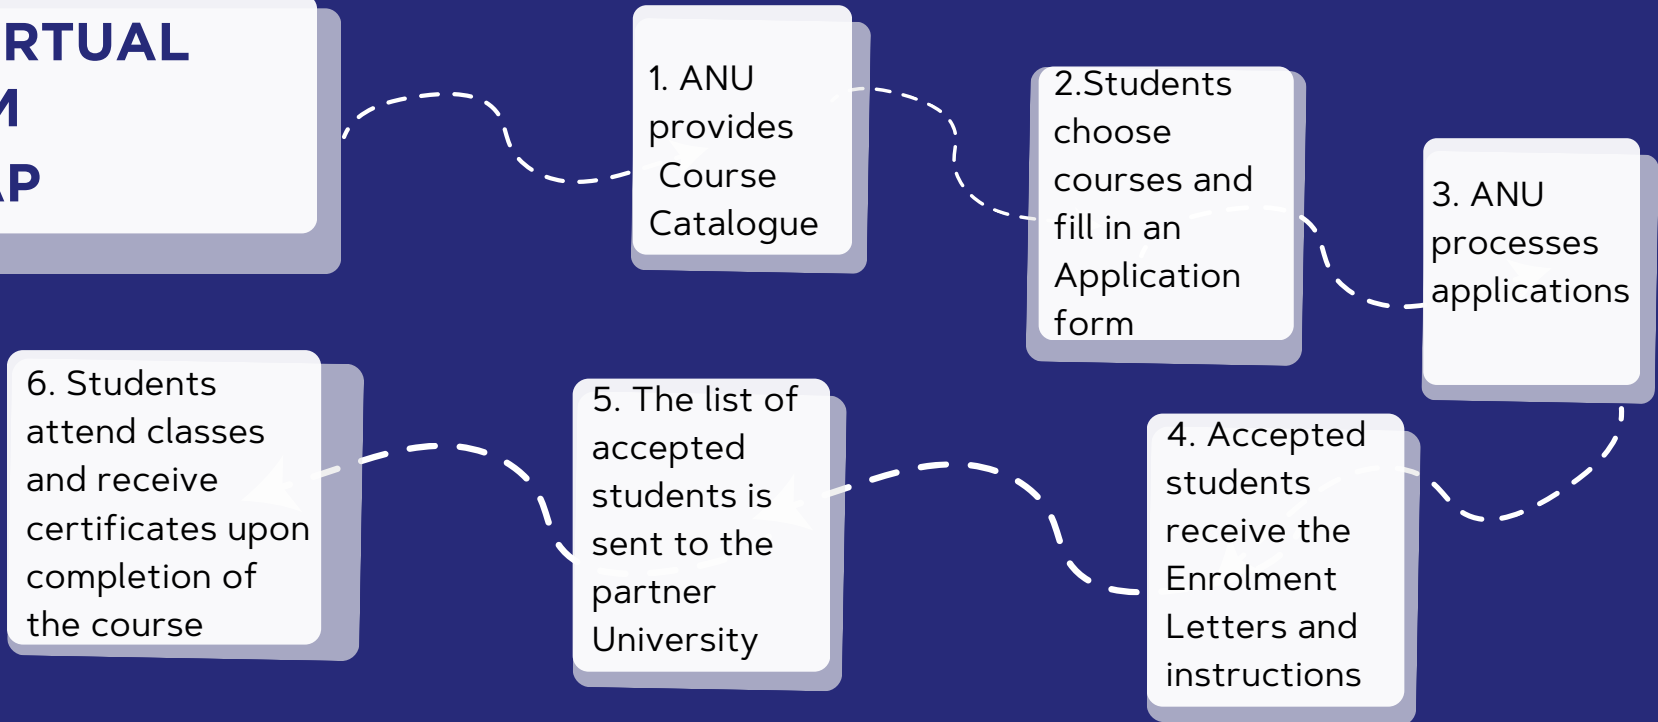 RTUAL
M
AP
1. ANU
provides
Course
Catalogue
2.Students
choose
courses and
fill in an
Application
form
3. ANU
processes
applications
4. Accepted
students
receive the
Enrolment
Letters and
instructions
5. The list of
accepted
students is
sent to the
partner
University
6. Students
attend classes
and receive
certificates upon
completion of
the course